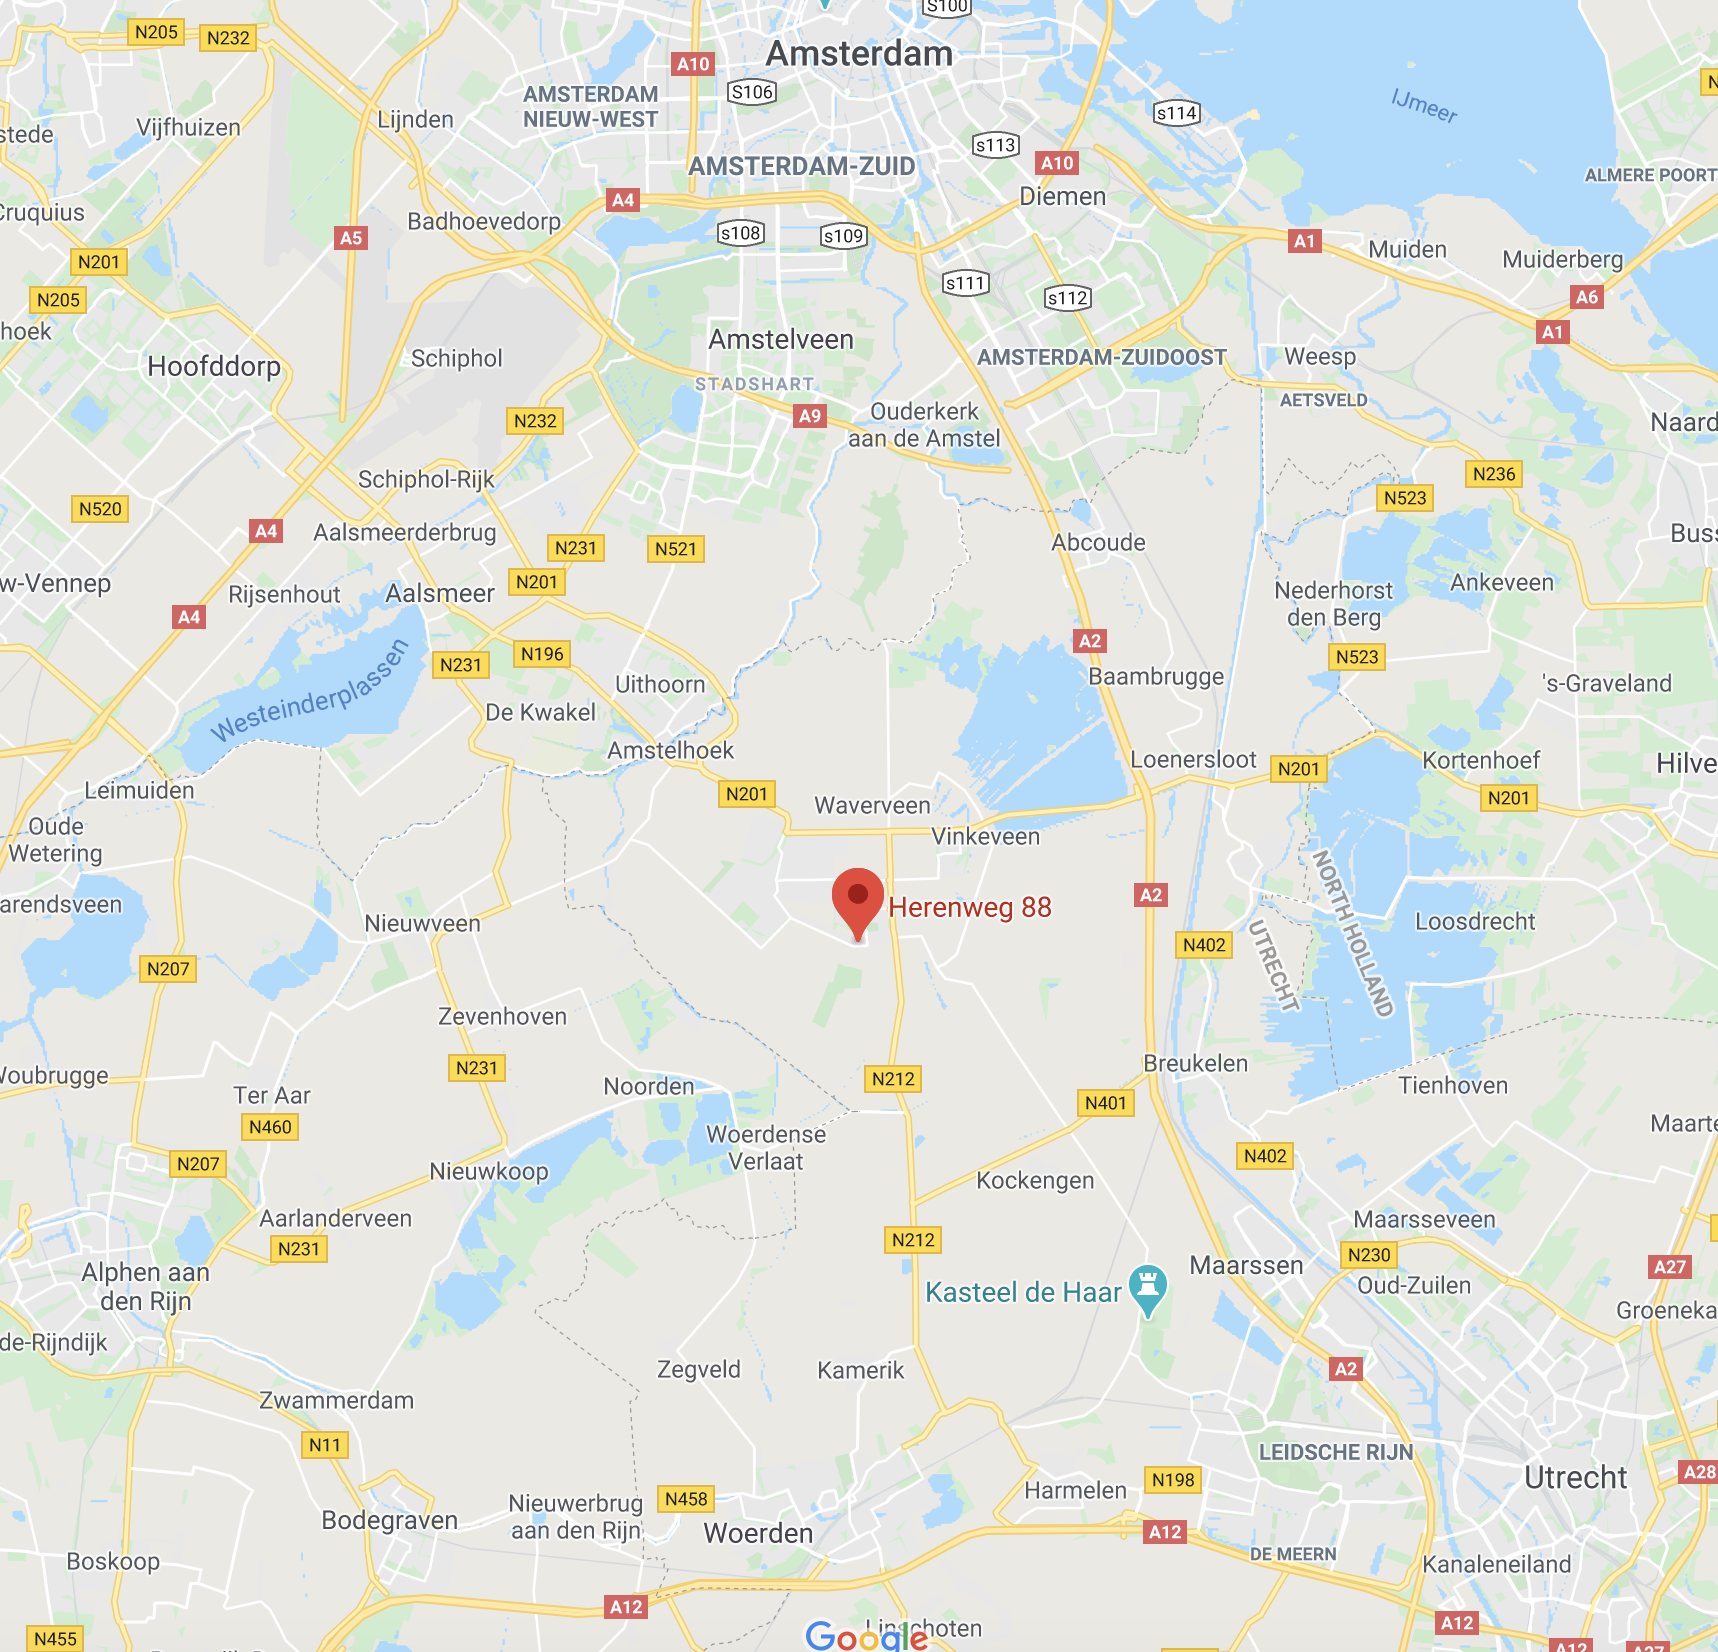 S100
N205
N232
A10
Amsterdam
S106
AMSTERDAM
NIEUW-WEST
IJmeer
s114
Lijnden
Vijfhuizen
s113
A10
AMSTERDAM-ZUID
ALMERE POORT
Diemen
A4
Cruquius
Badhoevedorp
s108
s109
A5
A1
Muiden
Muiderberg
N201
s111
s112
A6
N205
hoek
A1
Amstelveen
Schiphol
AMSTERDAM-ZUIDOOST
Weesp
Hoofddorp
STADSHART
AETSVELD
A9
Ouderkerk
aan de Amstel
N232
Naard
Schiphol-Rijk
N236
N523
N520
A4
Aalsmeerderbrug
N231
N521
Abcoude
Buss
w-Vennep
N201
Rijsenhout
Aalsmeer
Nederhorst
den Berg
Ankeveen
A4
A2
N196
N231
N523
Westeinderplassen
Uithoorn
Baambrugge
's-Graveland
De Kwakel
Amstelhoek
Loenersloot
N201
Kortenhoef
Hilve
Leimuiden
N201
Waverveen
N201
Oude
Wetering
Vinkeveen
NORTH HOLLAND
A2
arendsveen
Herenweg 88
Nieuwveen
Loosdrecht
UTRECHT
N402
N207
Zevenhoven
N231
Breukelen
Woubrugge
N212
Noorden
Tienhoven
Ter Aar
N401
N460
Woerdense
Verlaat
Maarte
N207
Nieuwkoop
N402
Kockengen
Aarlanderveen
Maarsseveen
N231
N212
N230
Alphen aan
den Rijn
Kasteel de Haar
Maarssen
A27
Oud-Zuilen
Groeneka
de-Rijndijk
Zegveld
Kamerik
A2
Zwammerdam
N11
LEIDSCHE RIJN
Utrecht
A28
N198
Harmelen
Nieuwerbrug
aan den Rijn
N458
Bodegraven
Woerden
A12
DE MEERN
Boskoop
Kanaleneiland
A12
A12
Linschoten
Google
N455
A12
A27